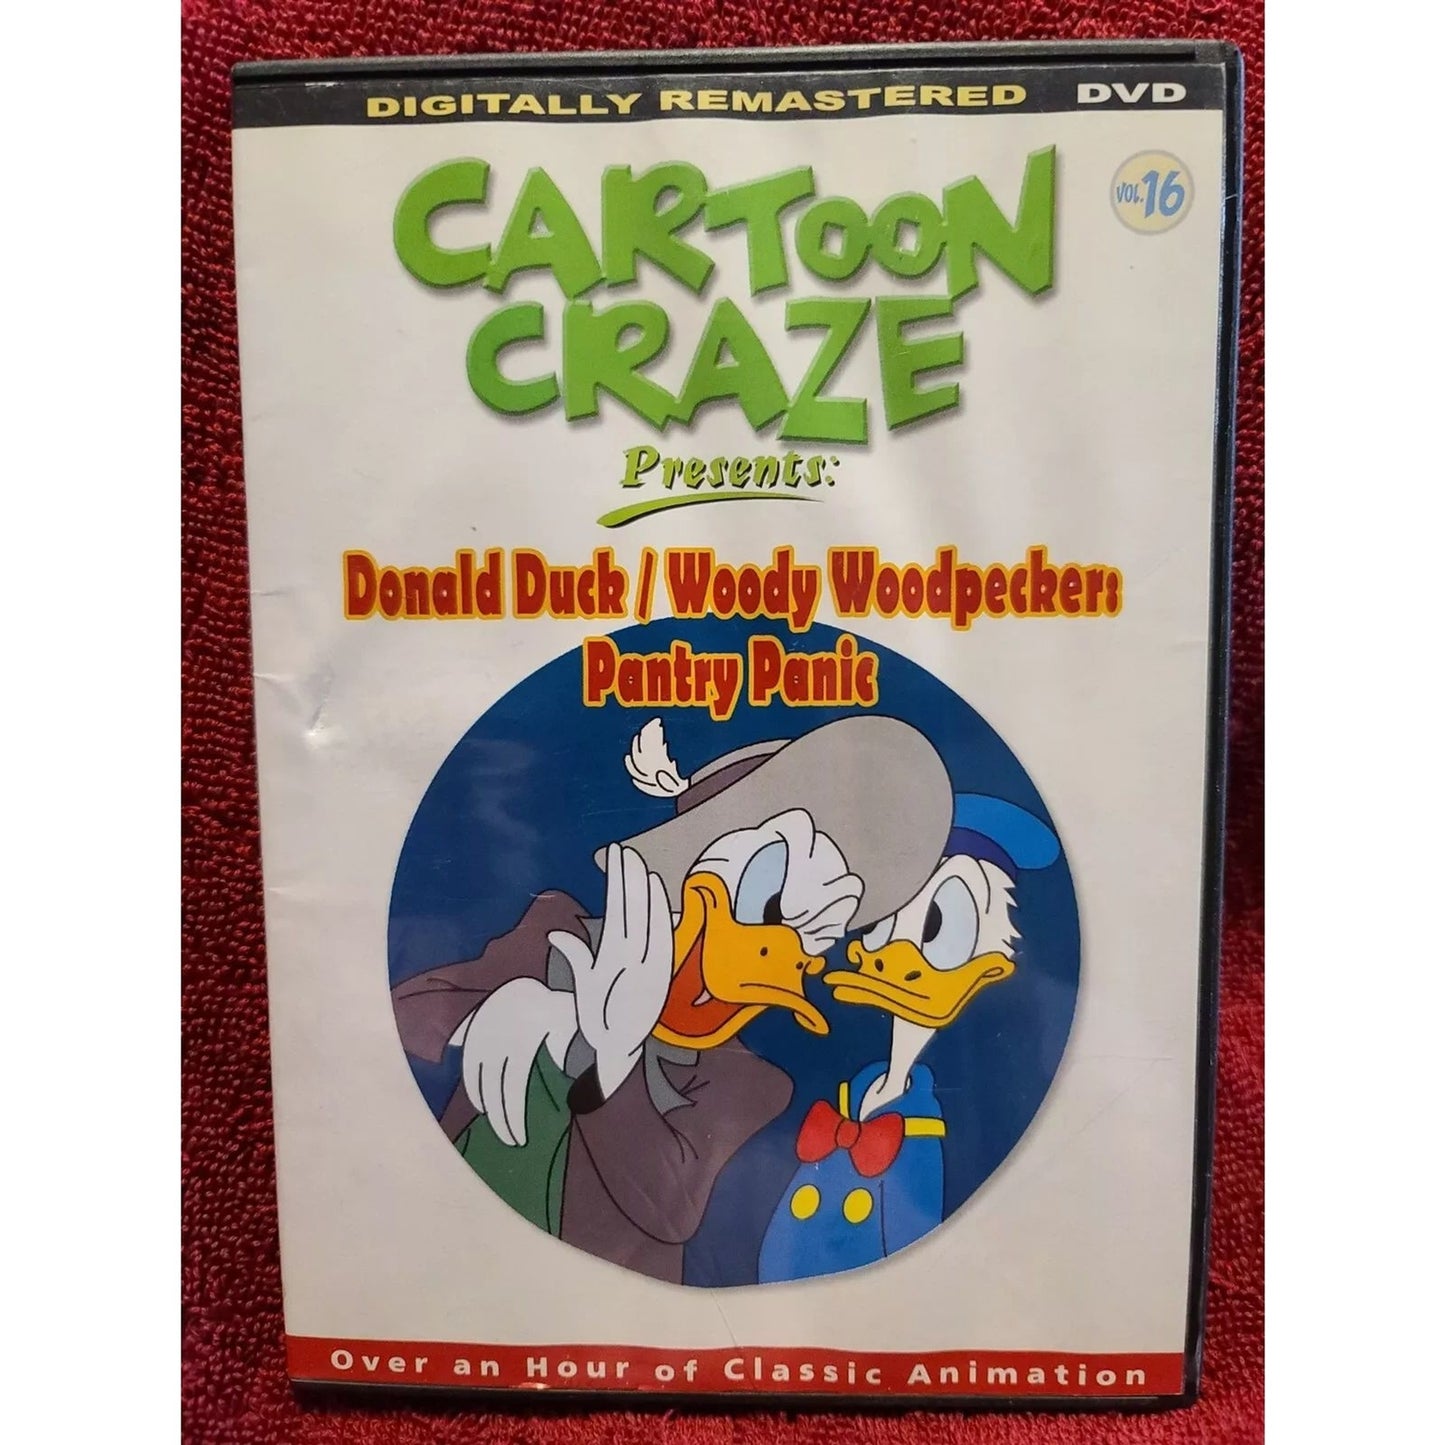 DIGITALLY REMASTERED DVD
CARTOON
VOL.16
CRAZE
Presents:
Donald Duck / Woody Woodpecker:
Pantry Panic
Over an Hour of Classic Animation